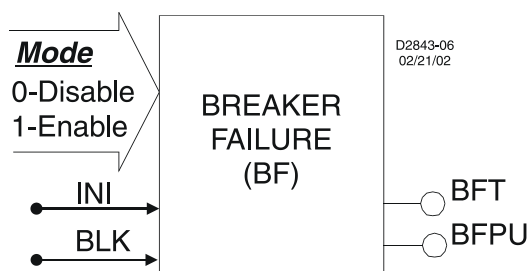 Mode
0-Disable
1-Enable
BREAKER
FAILURE
(BF)
D2843-06
02/21/02
INI
BLK
BFT
BFPU